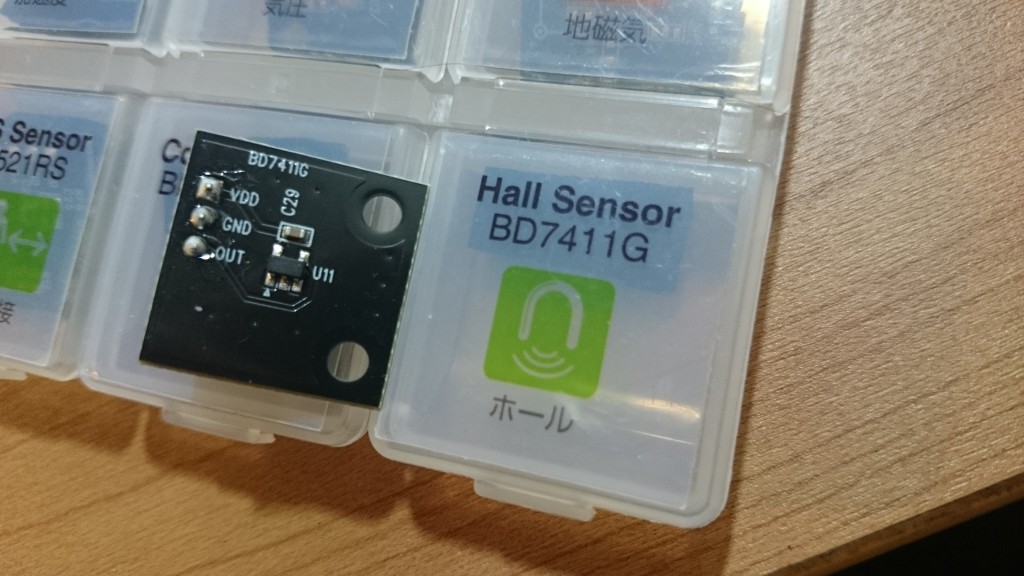 気圧
地磁気
Sensor
521RS
BD7411G
VDD
GND
OUT
C29
U11
Hall Sensor
BD7411G
ホール